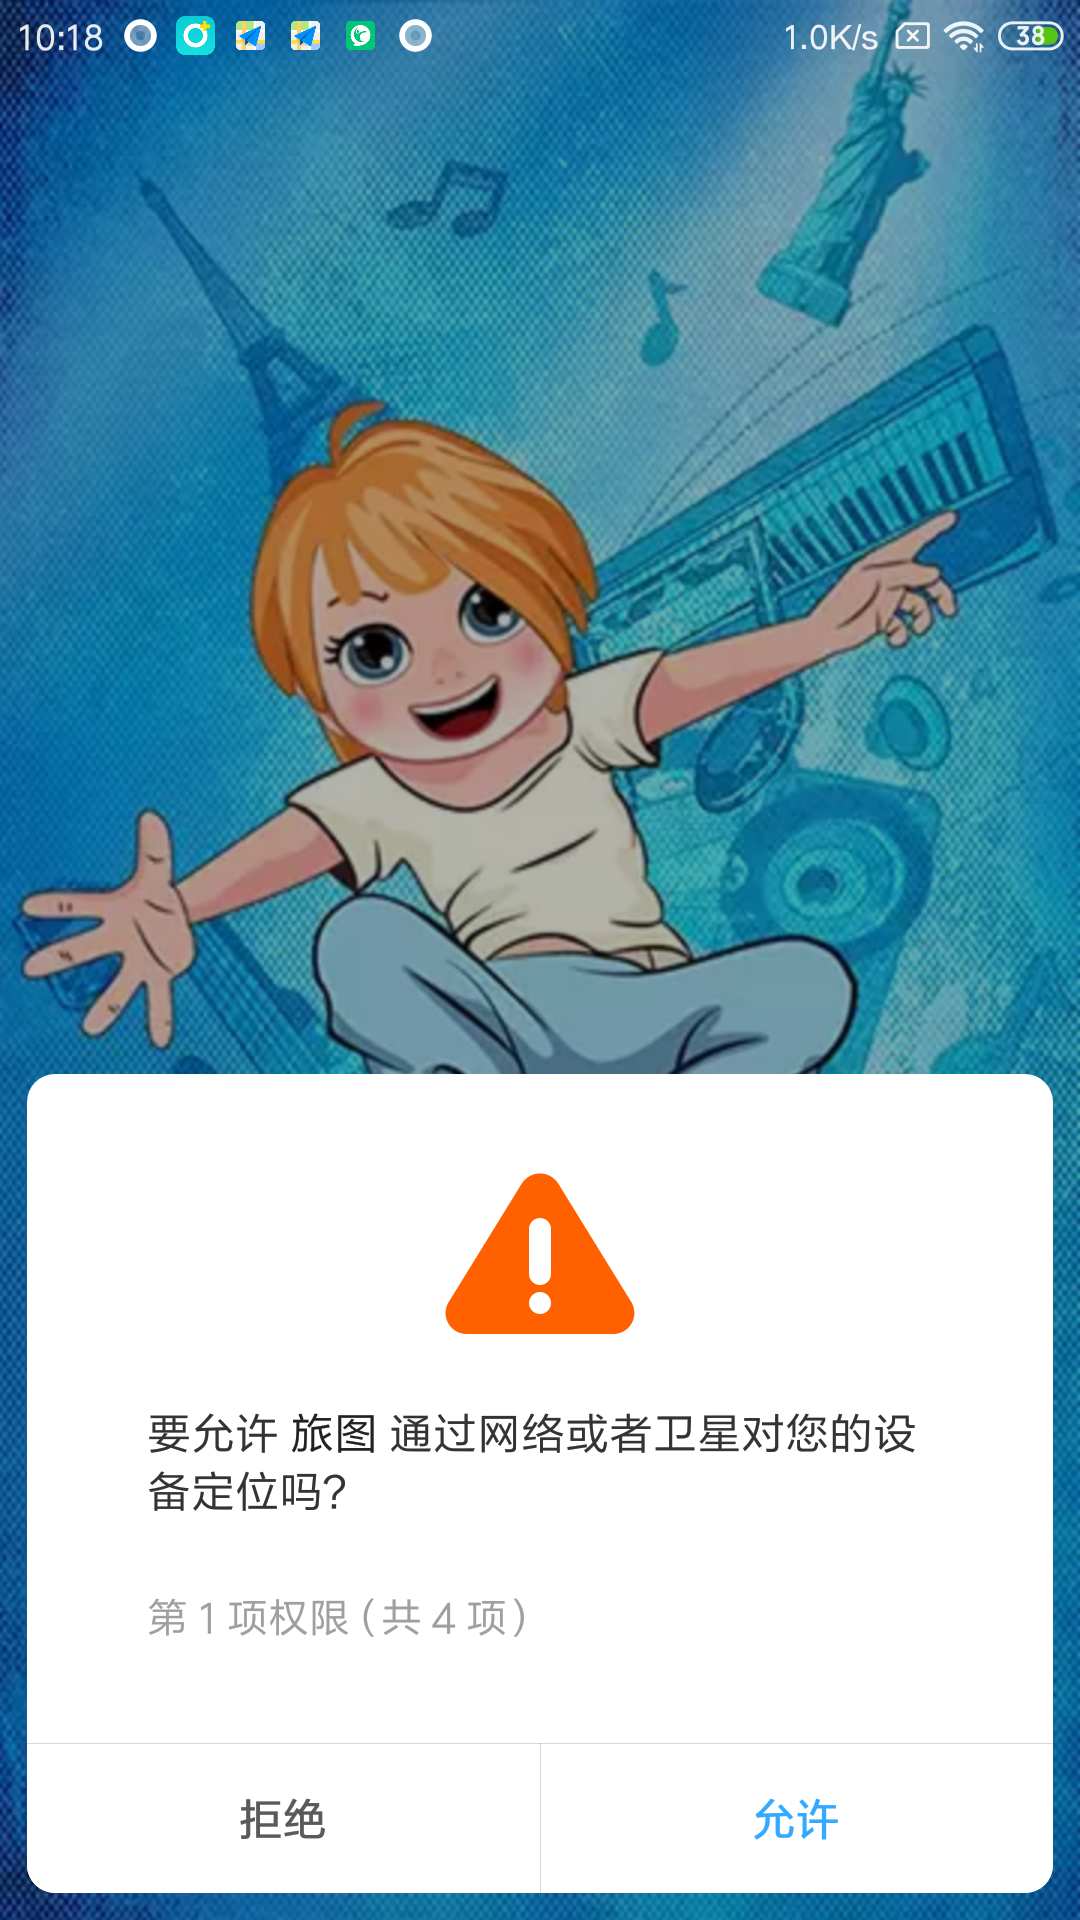 10:18
1.0K/s
38
要允许 旅图 通过网络或者卫星对您的设
备定位吗?
第 1 项权限（共 4 项）
拒绝
允许